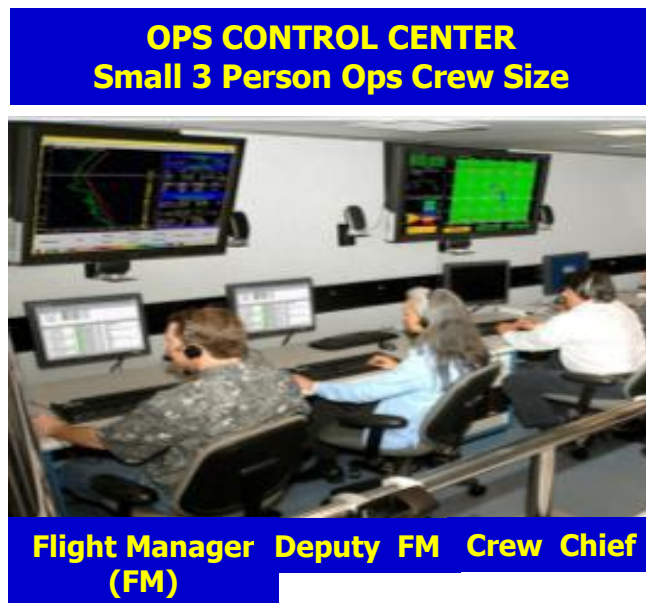 OPS CONTROL CENTER
Small 3 Person Ops Crew Size
Flight Manager Deputy FM Crew Chief
(FM)